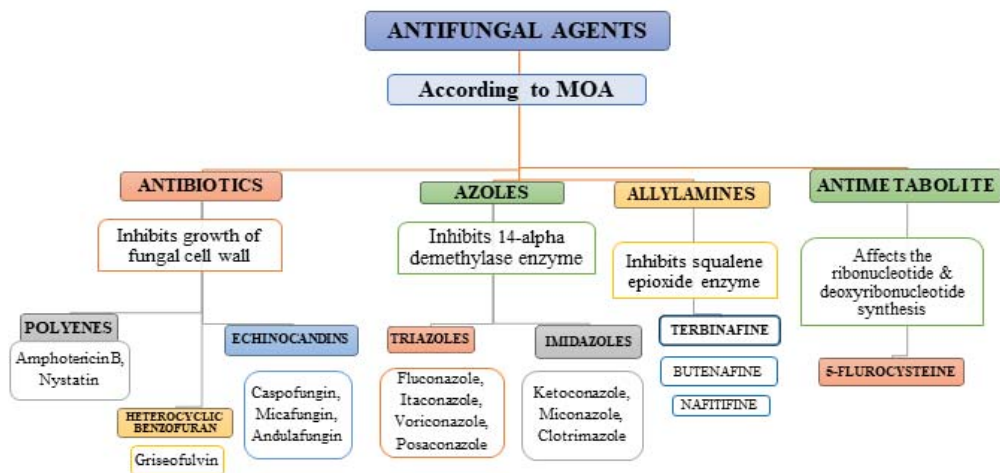 ANTIFUNGAL AGENTS
According to MOA
ANTIBIOTICS
Inhibits growth of
fungal cell wall
POLYENES
Amphotericin B,
Nystatin
HETEROCYCLIC
BENZOFURAN
Griseofulvin
ECHINOCANDINS
Caspofungin,
Micafungin,
Andulafungin
AZOLES
Inhibits 14-alpha
demethylase enzyme
TRIAZOLES
Fluconazole,
Itaconazole,
Voriconazole,
Posaconazole
IMIDAZOLES
Ketoconazole,
Miconazole,
Clotrimazole
ALLYLAMINES
Inhibits squalene
epioxide enzyme
TERBINAFINE
BUTENAFINE
NAFITIFINE
ANTIMETABOLITE
Affects the
ribonucleotide &
deoxyribonucleotide
synthesis
5-FLUROCYSTEINE